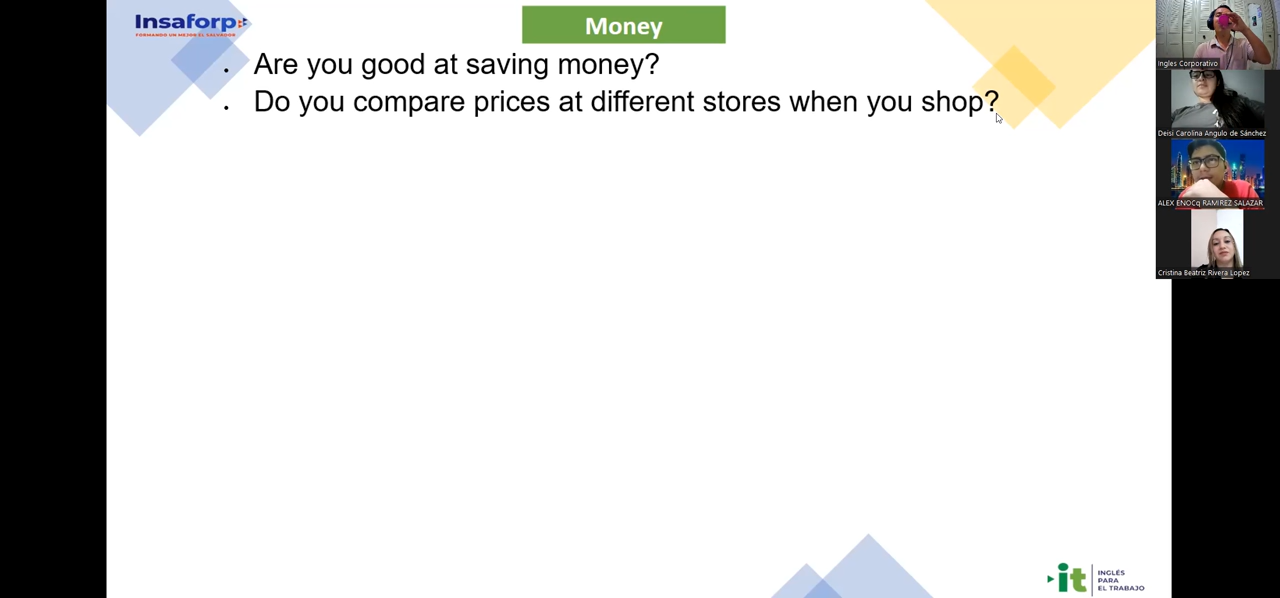 Insaforp
FORMANDO UN MEJOR EL SALVADOR
Money
• Are you good at saving money?
• Do you compare prices at different stores when you shop?
Ingles Corporativo
Deisi Carolina Angulo de Sánchez
ALEX ENOCq RAMIREZ SALAZAR
Cristina Beatriz Rivera Lopez
it
INGLÉS
PARA
EL TRABAJO